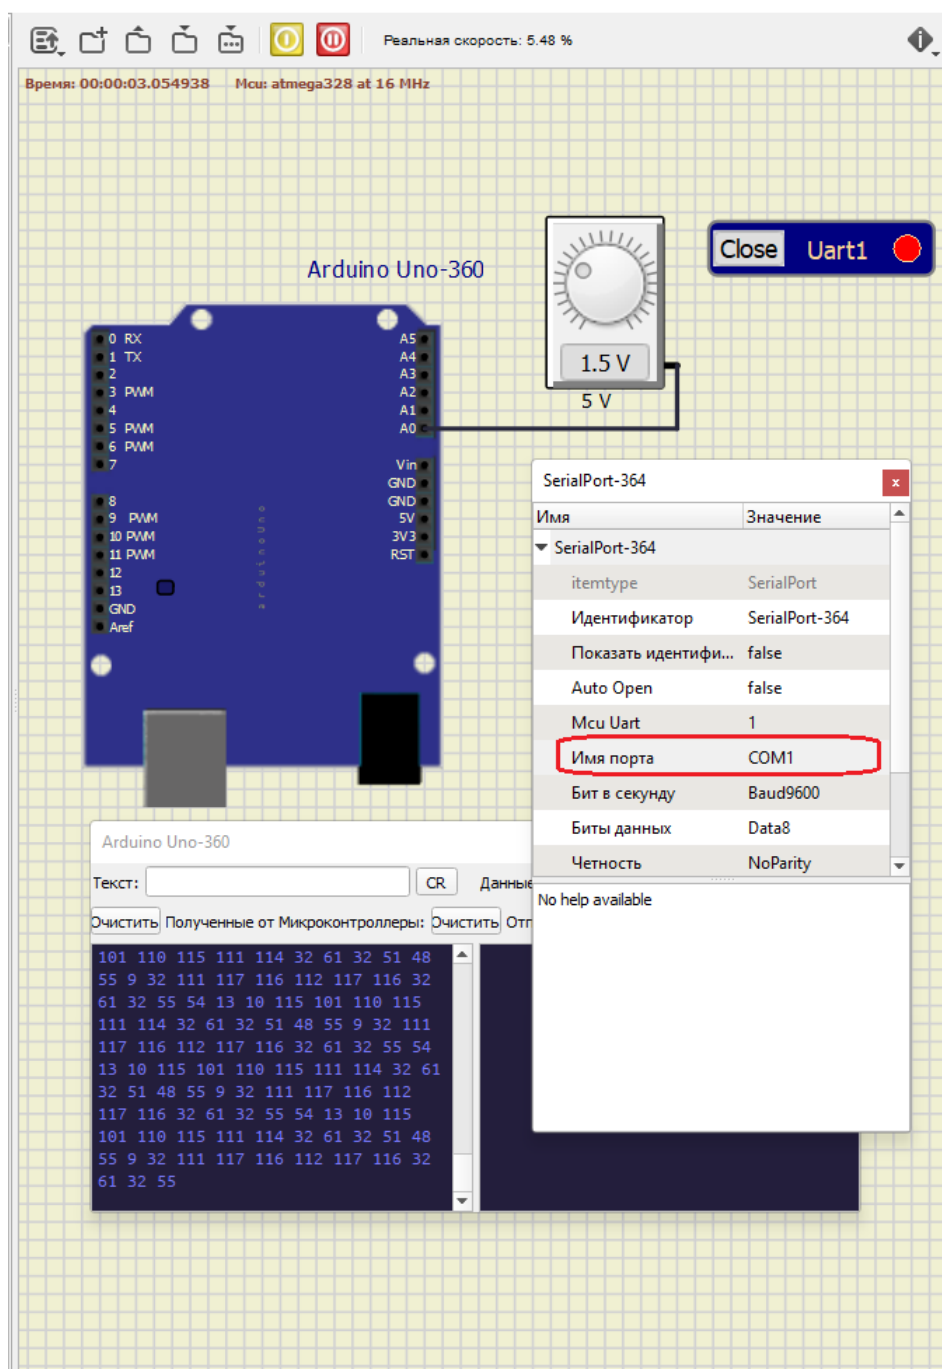 Реальная скорость: 5.48 %
Время: 00:00:03.054938 Mcu: atmega328 at 16 MHz
Close Uart1
Arduino Uno-360
1.5 V
5 V
0 RX
1 TX
2
3 PWM
4
5 PWM
6 PWM
7
8
9 PWM
10 PWM
11 PWM
12
13
GND
Aref
A5
A4
A3
A2
A1
A0
Vin
GND
GND
5V
3V3
RST
arduinoUno
SerialPort-364
x
Имя Значение
SerialPort-364
itemtype SerialPort
Идентификатор SerialPort-364
Показать идентифи... false
Auto Open false
Mcu Uart 1
Имя порта COM1
Бит в секунду Baud9600
Биты данных Data8
Четность NoParity
No help available
Arduino Uno-360
Текст: CR Данные
Очистить Полученные от Микроконтроллеры: Очистить Отп
101 110 115 111 114 32 61 32 51 48
55 9 32 111 117 116 112 117 116 32
61 32 55 54 13 10 115 101 110 115
111 114 32 61 32 51 48 55 9 32 111
117 116 112 117 116 32 61 32 55 54
13 10 115 101 110 115 111 114 32 61
32 51 48 55 9 32 111 117 116 112
117 116 32 61 32 55 54 13 10 115
101 110 115 111 114 32 61 32 51 48
55 9 32 111 117 116 112 117 116 32
61 32 55